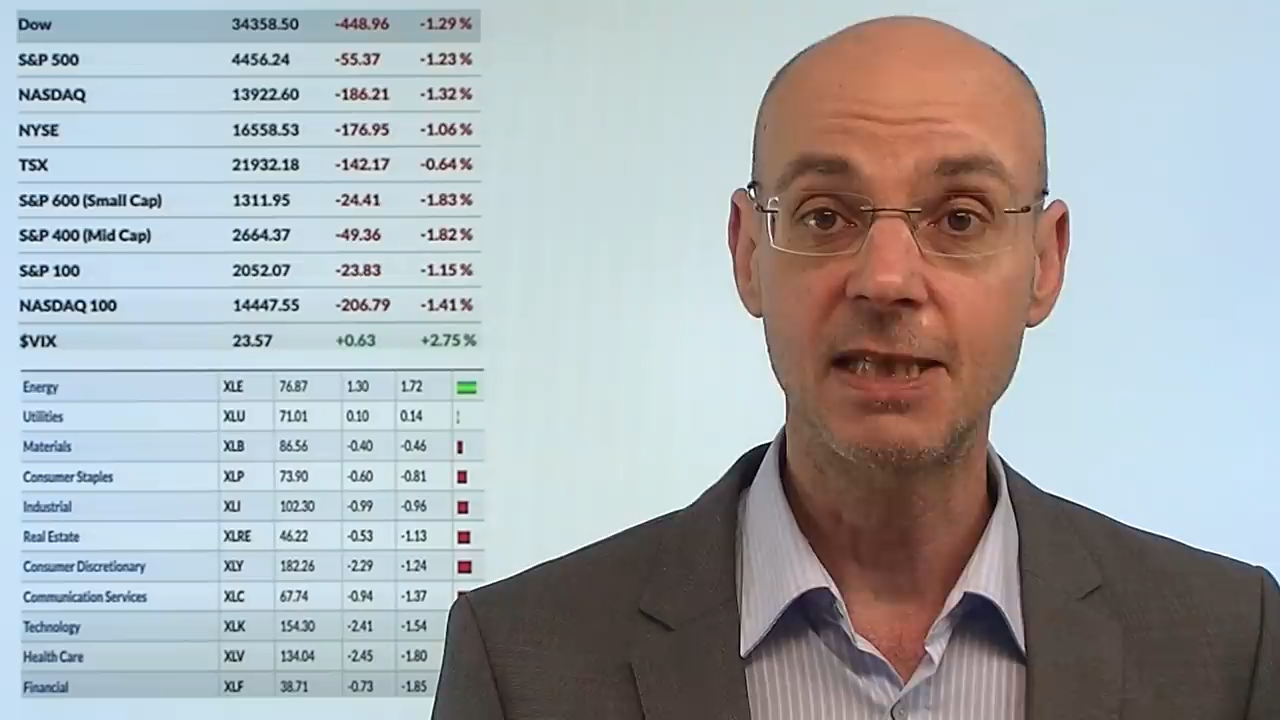 Dow 34358.50 -448.96 -1.29 %
S&P 500 4456.24 -55.37 -1.23 %
NASDAQ 13922.60 -186.21 -1.32 %
NYSE 16558.53 -176.95 -1.06 %
TSX 21932.18 -142.17 -0.64 %
S&P 600 (Small Cap) 1311.95 -24.41 -1.83 %
S&P 400 (Mid Cap) 2664.37 -49.36 -1.82 %
S&P 100 2052.07 -23.83 -1.15 %
NASDAQ 100 14447.55 -206.79 -1.41 %
$VIX 23.57 +0.63 +2.75 %
Energy XLE 76.87 1.30 1.72
Utilities XLU 71.01 0.10 0.14
Materials XLB 86.56 -0.40 -0.46
Consumer Staples XLP 73.90 -0.60 -0.81
Industrial XLI 102.30 -0.99 -0.96
Real Estate XLRE 46.22 -0.53 -1.13
Consumer Discretionary XLY 182.26 -2.29 -1.24
Communication Services XLC 67.74 -0.94 -1.37
Technology XLK 154.30 -2.41 -1.54
Health Care XLV 134.04 -2.45 -1.80
Financial XLF 38.71 -0.73 -1.85